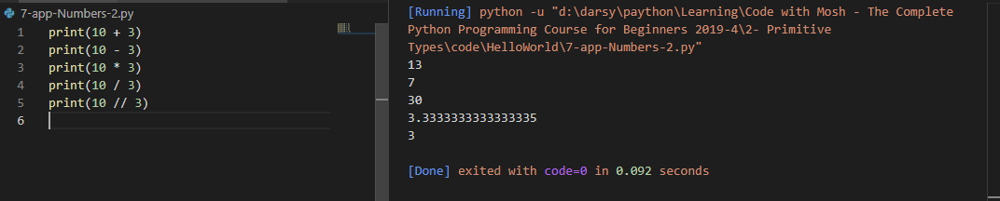 7-app-Numbers-2.py
1 print(10 + 3)
2 print(10 - 3)
3 print(10 * 3)
4 print(10 / 3)
5 print(10 // 3)
6
[Running] python -u "d:\darsy\paython\Learning\Code with Mosh - The Complete
Python Programming Course for Beginners 2019-4\2- Primitive
Types\code\HelloWorld\7-app-Numbers-2.py"
13
7
30
3.3333333333333335
3
[Done] exited with code=0 in 0.092 seconds